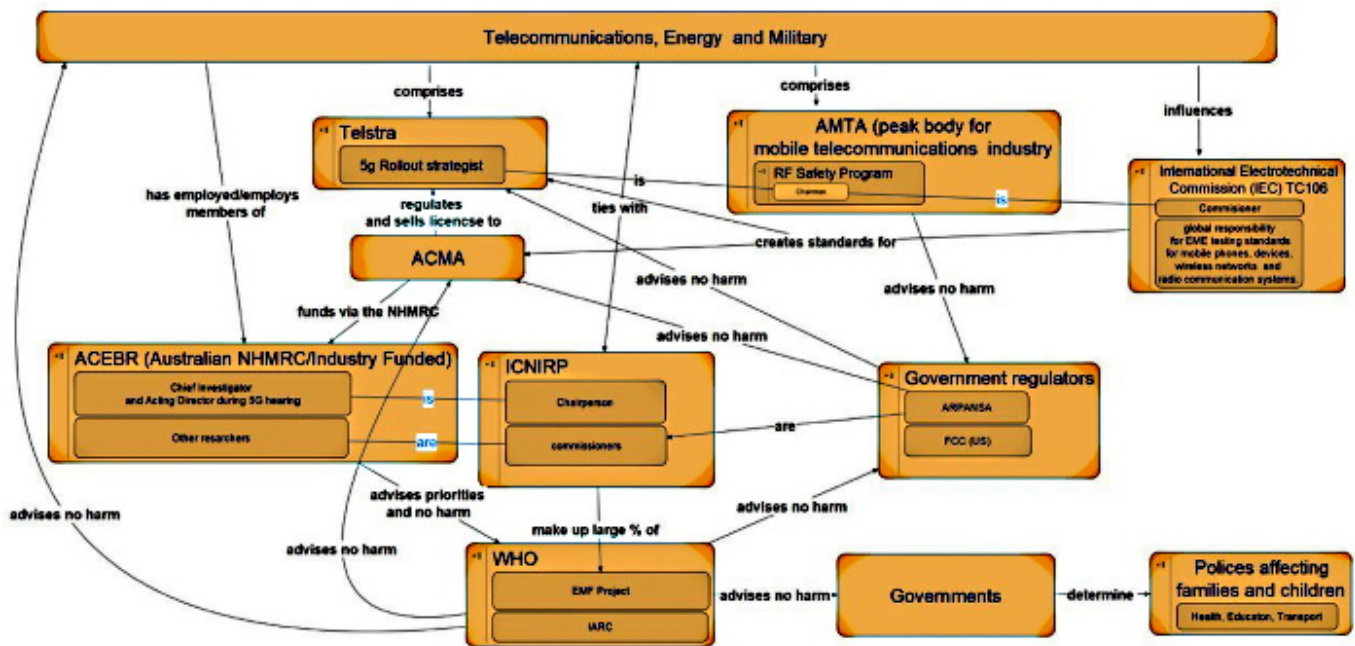 Telecommunications, Energy and Military
comprises
comprises
influences
Telstra
5g Rollout strategist
AMTA (peak body for
mobile telecommunications industry
RF Safety Program
Chairman
International Electrotechnical
Commission (IEC) TC106
Commisioner
global responsibility
for EME testing standards
for mobile phones, devices,
wireless networks and
radio communication systems.
is
is
has employed/employs
members of
regulates
and sells licencse to
ties with
creates standards for
ACMA
advises no harm
advises no harm
funds via the NHMRC
advises no harm
ACEBR (Australian NHMRC/Industry Funded)
Chief investigator
and Acting Director during 5G hearing
Other resarchers
is
are
ICNIRP
Chairperson
commissioners
Government regulators
ARPANSA
FCC (US)
are
advises priorities
and no harm
advises no harm
advises no harm
make up large % of
advises no harm
WHO
EMF Project
IARC
advises no harm
Governments
determine
Polices affecting
families and children
Health, Educaton, Transport